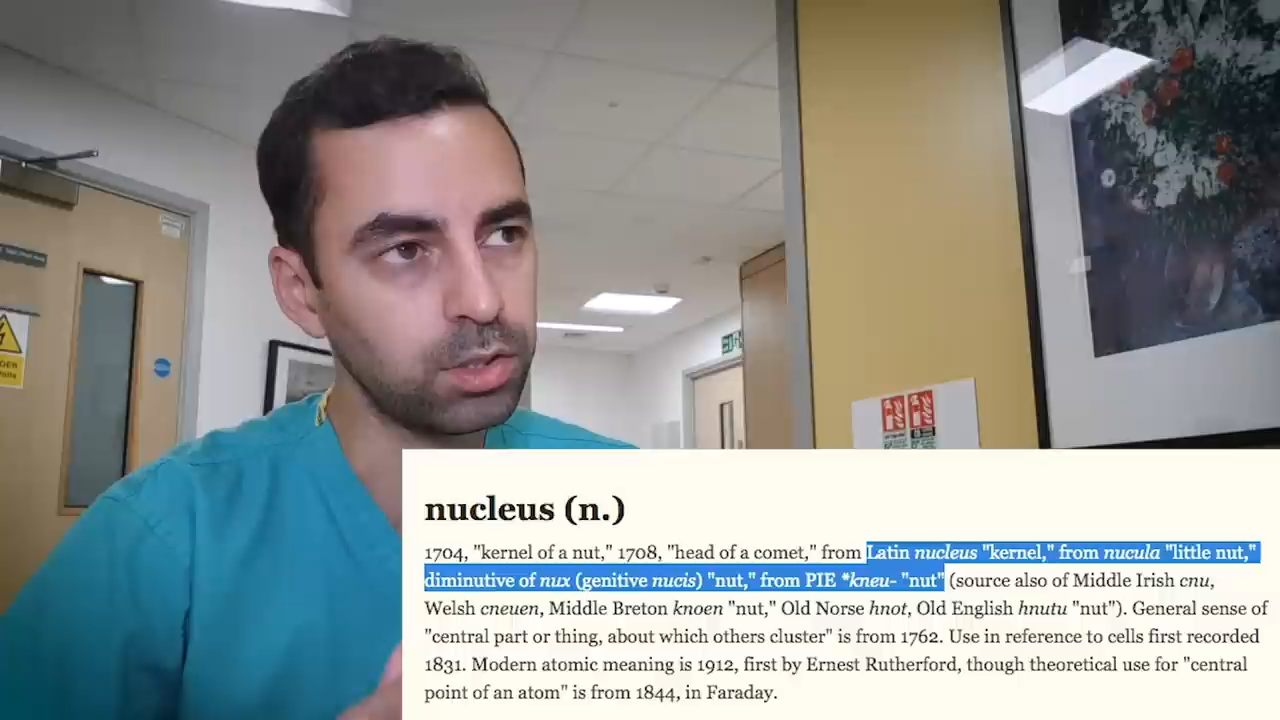 nucleus (n.)
1704, "kernel of a nut," 1708, "head of a comet," from Latin nucleus "kernel," from nucula "little nut,"
diminutive of nux (genitive nucis) "nut," from PIE *kneu- "nut" (source also of Middle Irish cnu,
Welsh cneuen, Middle Breton knoen "nut," Old Norse hnot, Old English hnutu "nut"). General sense of
"central part or thing, about which others cluster" is from 1762. Use in reference to cells first recorded
1831. Modern atomic meaning is 1912, first by Ernest Rutherford, though theoretical use for "central
point of an atom" is from 1844, in Faraday.